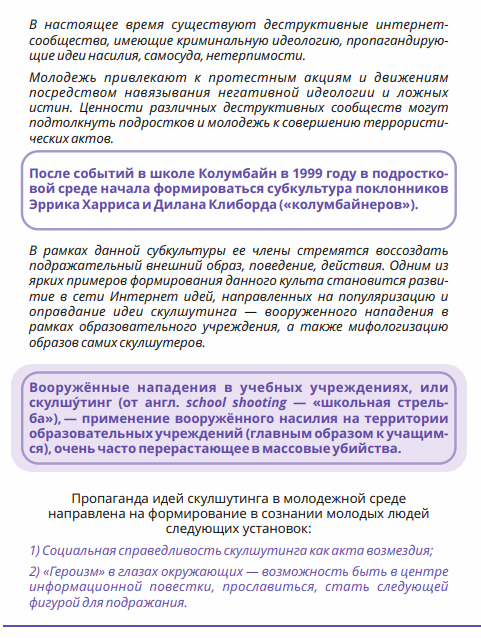 В настоящее время существуют деструктивные интернет-
сообщества, имеющие криминальную идеологию, пропагандирую-
щие идеи насилия, самосуда, нетерпимости.
Молодежь привлекают к протестным акциям и движениям
посредством навязывания негативной идеологии и ложных
истин. Ценности различных деструктивных сообществ могут
подтолкнуть подростков и молодежь к совершению террористи-
ческих актов.
После событий в школе Колумбайн в 1999 году в подростко-
вой среде начала формироваться субкультура поклонников
Эррика Харриса и Дилана Клиборда («колумбайнеров»).
В рамках данной субкультуры ее члены стремятся воссоздать
подражательный внешний образ, поведение, действия. Одним из
ярких примеров формирования данного культа становится разви-
тие в сети Интернет идей, направленных на популяризацию и
оправдание идеи скулшутинга — вооруженного нападения в
рамках образовательного учреждения, а также мифологизацию
образов самих скулшутеров.
Вооружённые нападения в учебных учреждениях, или
скулшу́тинг (от англ. school shooting — «школьная стрель-
ба»), — применение вооружённого насилия на территории
образовательных учреждений (главным образом к учащим-
ся), очень часто перерастающее в массовые убийства.
Пропаганда идей скулшутинга в молодежной среде
направлена на формирование в сознании молодых людей
следующих установок:
1) Социальная справедливость скулшутинга как акта возмездия;
2) «Героизм» в глазах окружающих — возможность быть в центре
информационной повестки, прославиться, стать следующей
фигурой для подражания.